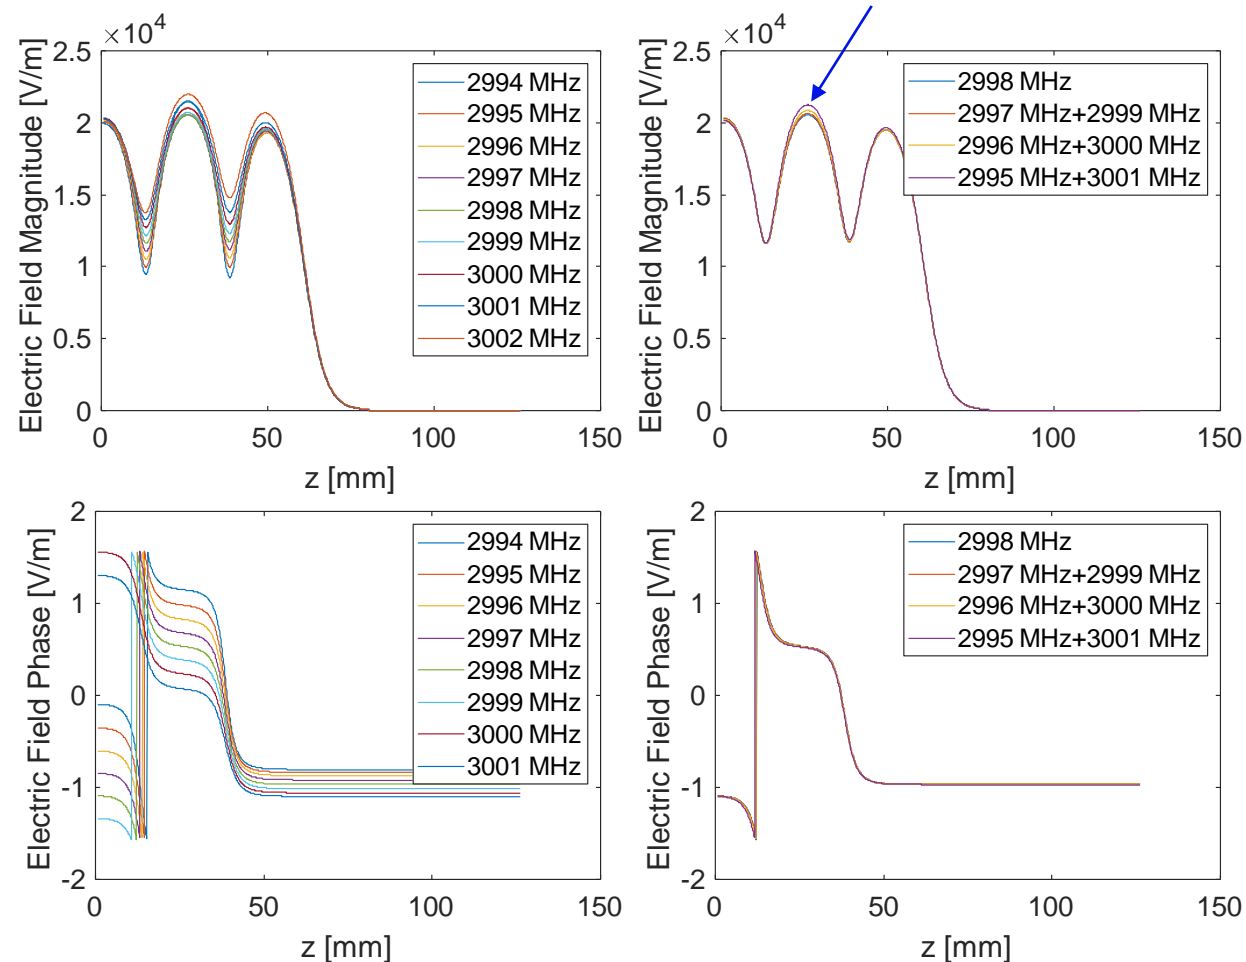 ×10⁴
2.5
2
1.5
1
0.5
0
Electric Field Magnitude [V/m]
0
50
100
150
z [mm]
2994 MHz
2995 MHz
2996 MHz
2997 MHz
2998 MHz
2999 MHz
3000 MHz
3001 MHz
3002 MHz
×10⁴
2.5
2
1.5
1
0.5
0
Electric Field Magnitude [V/m]
0
50
100
150
z [mm]
2998 MHz
2997 MHz+2999 MHz
2996 MHz+3000 MHz
2995 MHz+3001 MHz
2
1
0
-1
-2
Electric Field Phase [V/m]
0
50
100
150
z [mm]
2994 MHz
2995 MHz
2996 MHz
2997 MHz
2998 MHz
2999 MHz
3000 MHz
3001 MHz
2
1
0
-1
-2
Electric Field Phase [V/m]
0
50
100
150
z [mm]
2998 MHz
2997 MHz+2999 MHz
2996 MHz+3000 MHz
2995 MHz+3001 MHz